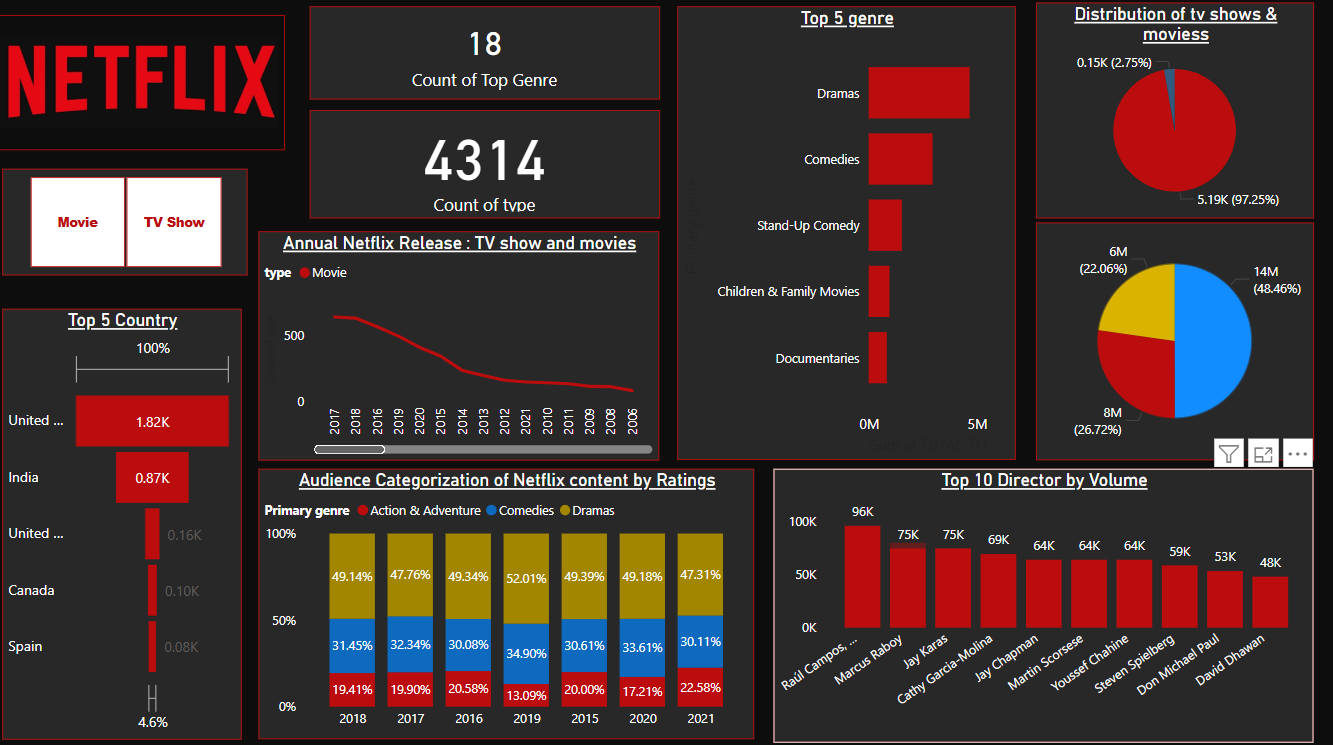 NETFLIX
18
Count of Top Genre
4314
Count of type
Movie
TV Show
Top 5 Country
100%
United ...
1.82K
India
0.87K
United ...
0.16K
Canada
0.10K
Spain
0.08K
4.6%
Annual Netflix Release : TV show and movies
type Movie
500
0
2017
2018
2016
2019
2020
2015
2014
2013
2012
2021
2010
2011
2009
2008
2006
Top 5 genre
Dramas
Comedies
Stand-Up Comedy
Children & Family Movies
Documentaries
0M
5M
Distribution of tv shows &
moviess
0.15K (2.75%)
5.19K (97.25%)
6M
(22.06%)
14M
(48.46%)
8M
(26.72%)
Audience Categorization of Netflix content by Ratings
Primary genre Action & Adventure Comedies Dramas
100%
50%
0%
49.14%
47.76%
49.34%
52.01%
49.39%
49.18%
47.31%
31.45%
32.34%
30.08%
34.90%
30.61%
33.61%
30.11%
19.41%
19.90%
20.58%
13.09%
20.00%
17.21%
22.58%
2018
2017
2016
2019
2015
2020
2021
Top 10 Director by Volume
100K
50K
0K
96K
75K
75K
69K
64K
64K
64K
59K
53K
48K
Raúl Campos, ...
Marcus Raboy
Jay Karas
Cathy Garcia-Molina
Jay Chapman
Martin Scorsese
Youssef Chahine
Steven Spielberg
Don Michael Paul
David Dhawan